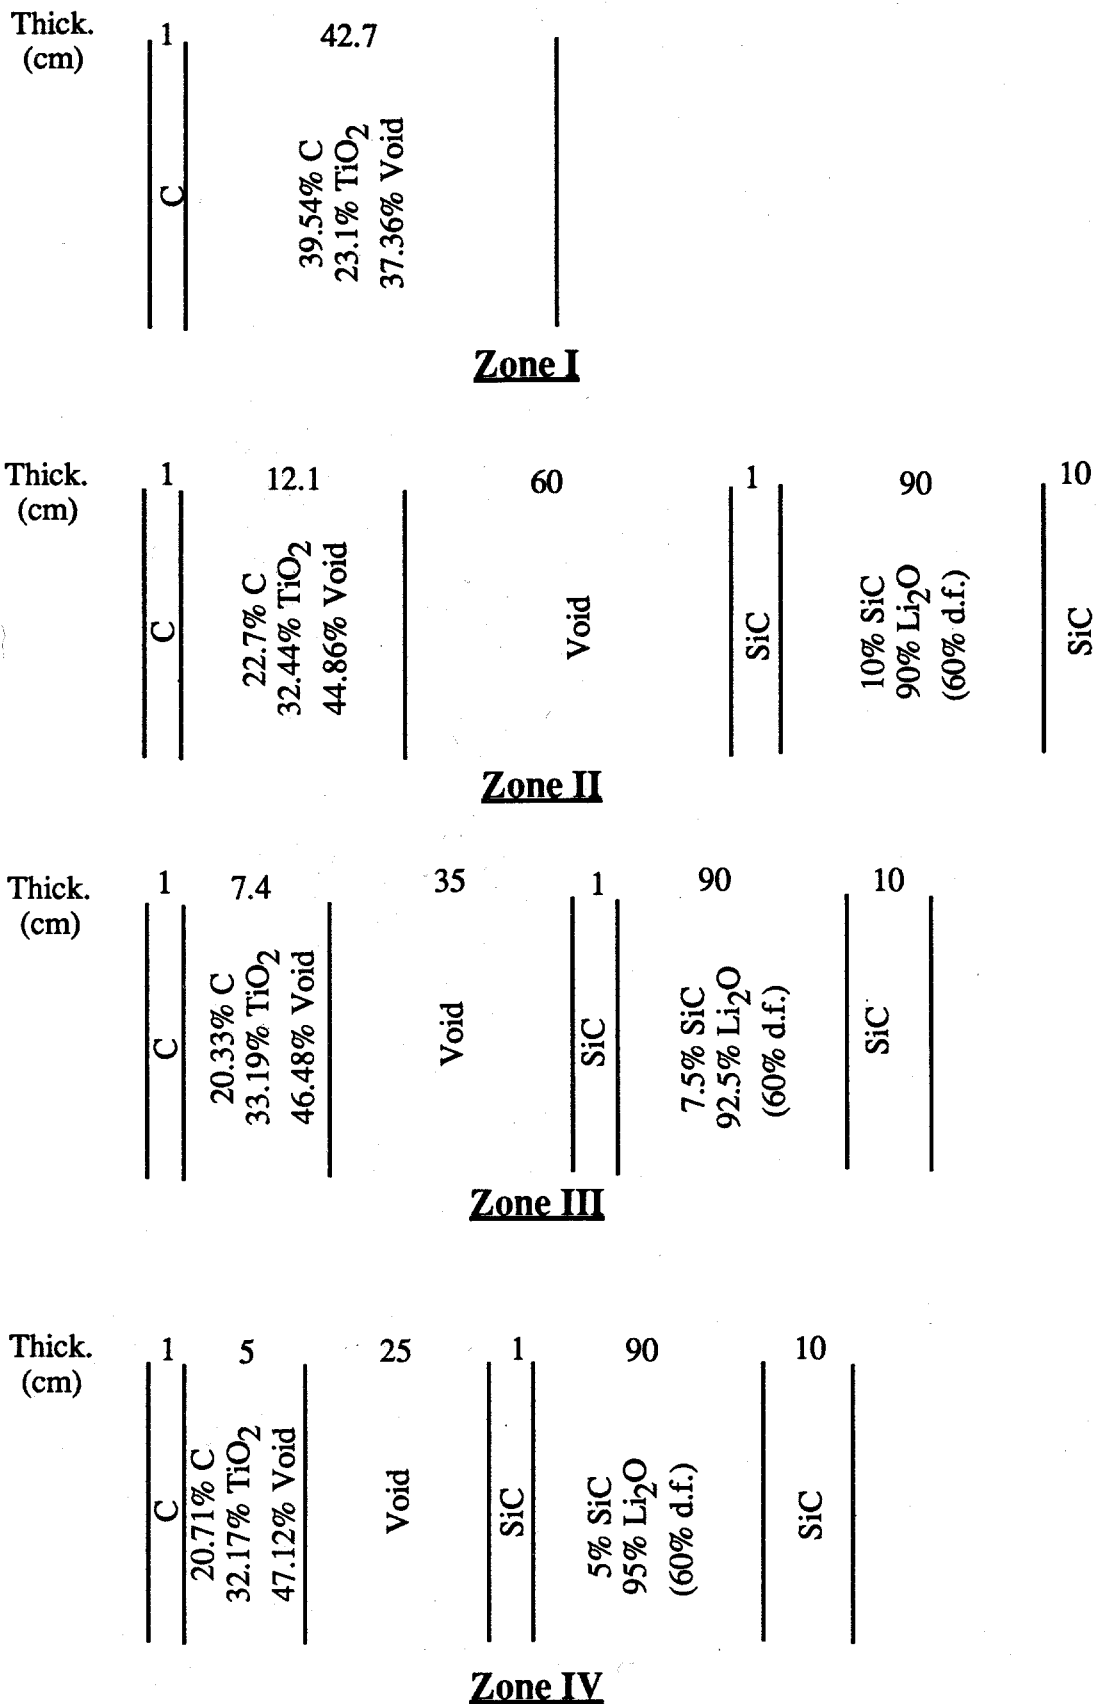 Thick.
(cm)
1
42.7
C
39.54% C
23.1% TiO2
37.36% Void
Zone I
Thick.
(cm)
1
12.1
60
1
90
10
C
22.7% C
32.44% TiO2
44.86% Void
Void
SiC
10% SiC
90% Li2O
(60% d.f.)
SiC
Zone II
Thick.
(cm)
1
7.4
35
1
90
10
C
20.33% C
33.19% TiO2
46.48% Void
Void
SiC
7.5% SiC
92.5% Li2O
(60% d.f.)
SiC
Zone III
Thick.
(cm)
1
5
25
1
90
10
C
20.71% C
32.17% TiO2
47.12% Void
Void
SiC
5% SiC
95% Li2O
(60% d.f.)
SiC
Zone IV